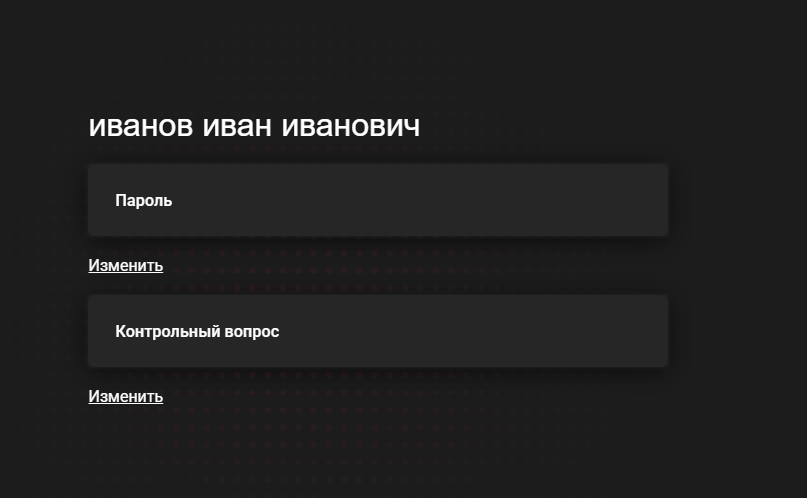 иванов иван иванович
Пароль
Изменить
Контрольный вопрос
Изменить